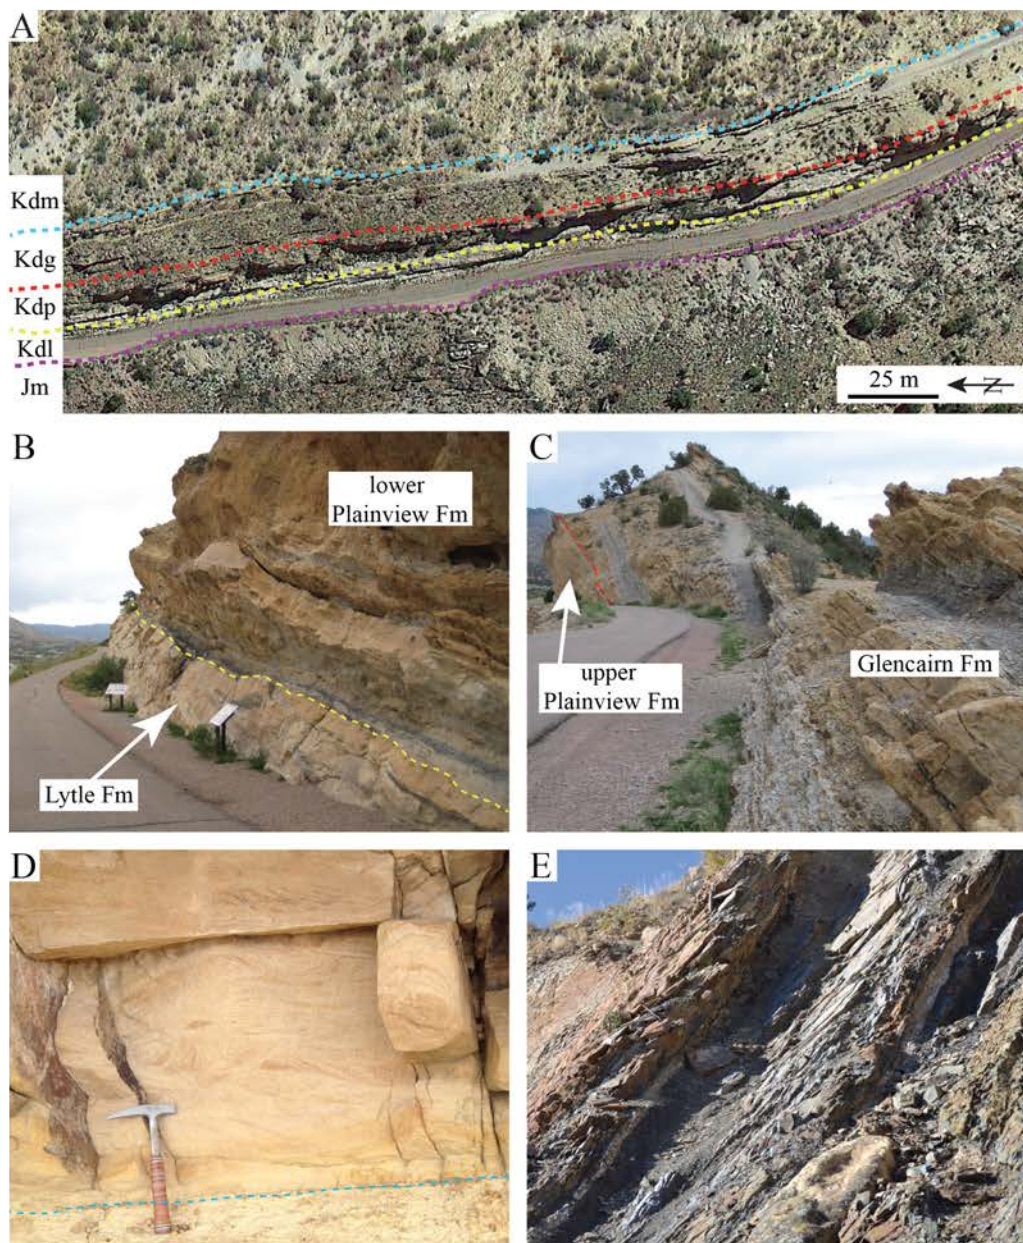 A
Kdm
Kdg
Kdp
Kdl
Jm
25 m
N
B
lower
Plainview Fm
Lytle Fm
C
upper
Plainview Fm
Glencairn Fm
D
E